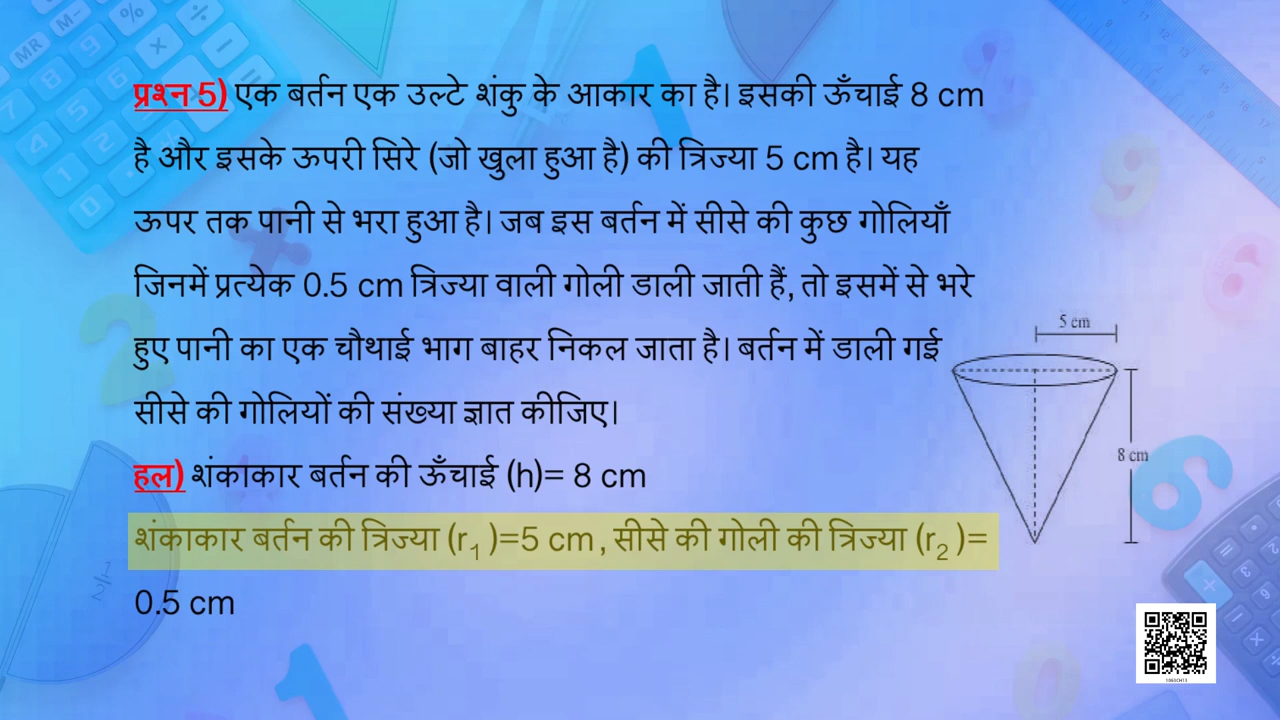 प्रश्न 5) एक बर्तन एक उल्टे शंकु के आकार का है। इसकी ऊँचाई 8 cm
है और इसके ऊपरी सिरे (जो खुला हुआ है) की त्रिज्या 5 cm है। यह
ऊपर तक पानी से भरा हुआ है। जब इस बर्तन में सीसे की कुछ गोलियाँ
जिनमें प्रत्येक 0.5 cm त्रिज्या वाली गोली डाली जाती हैं, तो इसमें से भरे
हुए पानी का एक चौथाई भाग बाहर निकल जाता है। बर्तन में डाली गई
सीसे की गोलियों की संख्या ज्ञात कीजिए।
हल) शंकाकार बर्तन की ऊँचाई (h)= 8 cm
शंकाकार बर्तन की त्रिज्या (r₁ )=5 cm , सीसे की गोली की त्रिज्या (r₂ )=
0.5 cm
5 cm
8 cm